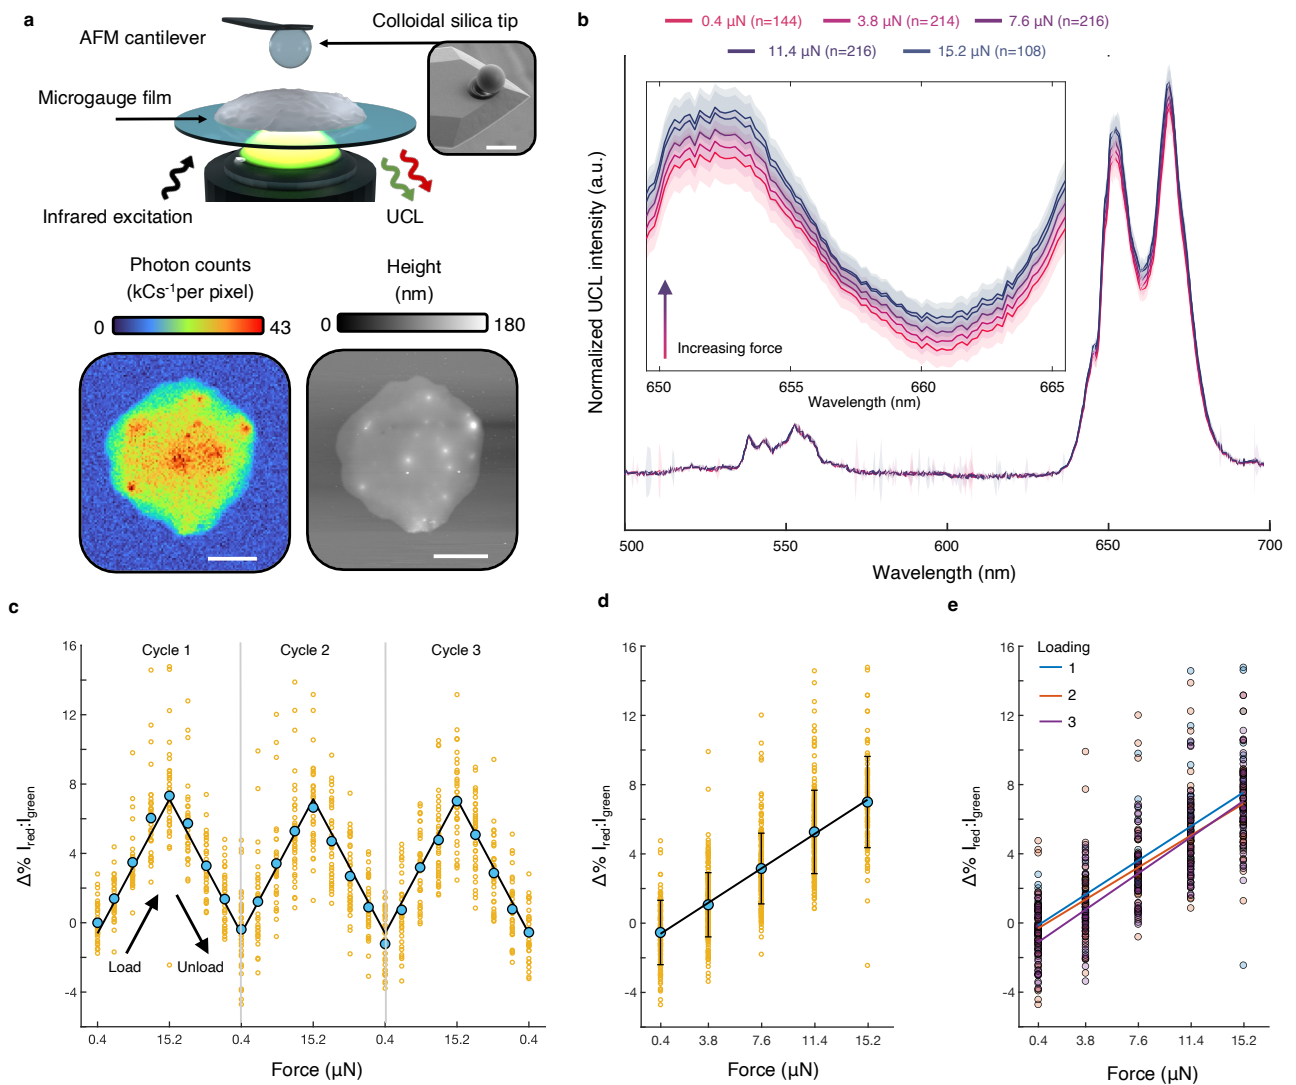 a
AFM cantilever
Colloidal silica tip
Microgauge film
Infrared excitation
UCL
Photon counts
(kCs⁻¹per pixel)
0
43
Height
(nm)
0
180
b
0.4 µN (n=144)
3.8 µN (n=214)
7.6 µN (n=216)
11.4 µN (n=216)
15.2 µN (n=108)
Normalized UCL intensity (a.u.)
Increasing force
650 655 660 665
Wavelength (nm)
500 550 600 650 700
Wavelength (nm)
c
Cycle 1 Cycle 2 Cycle 3
Δ% I_red:I_green
16
12
8
4
0
-4
Load
Unload
0.4 15.2 0.4 15.2 0.4 15.2 0.4
Force (µN)
d
Δ% I_red:I_green
16
12
8
4
0
-4
0.4 3.8 7.6 11.4 15.2
Force (µN)
e
Loading
1
2
3
Δ% I_red:I_green
16
12
8
4
0
-4
0.4 3.8 7.6 11.4 15.2
Force (µN)